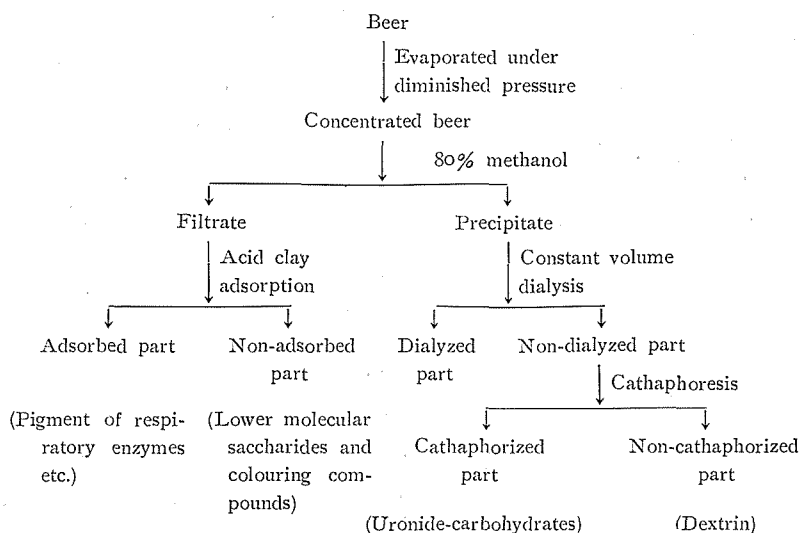 Beer
Evaporated under
diminished pressure
Concentrated beer
80% methanol
Filtrate
Precipitate
Acid clay
adsorption
Constant volume
dialysis
Adsorbed part
Non-adsorbed
part
Dialyzed
part
Non-dialyzed part
Cathaphoresis
(Pigment of respi-
ratory enzymes
etc.)
(Lower molecular
saccharides and
colouring com-
pounds)
Cathaphorized
part
Non-cathaphorized
part
(Uronide-carbohydrates)
(Dextrin)